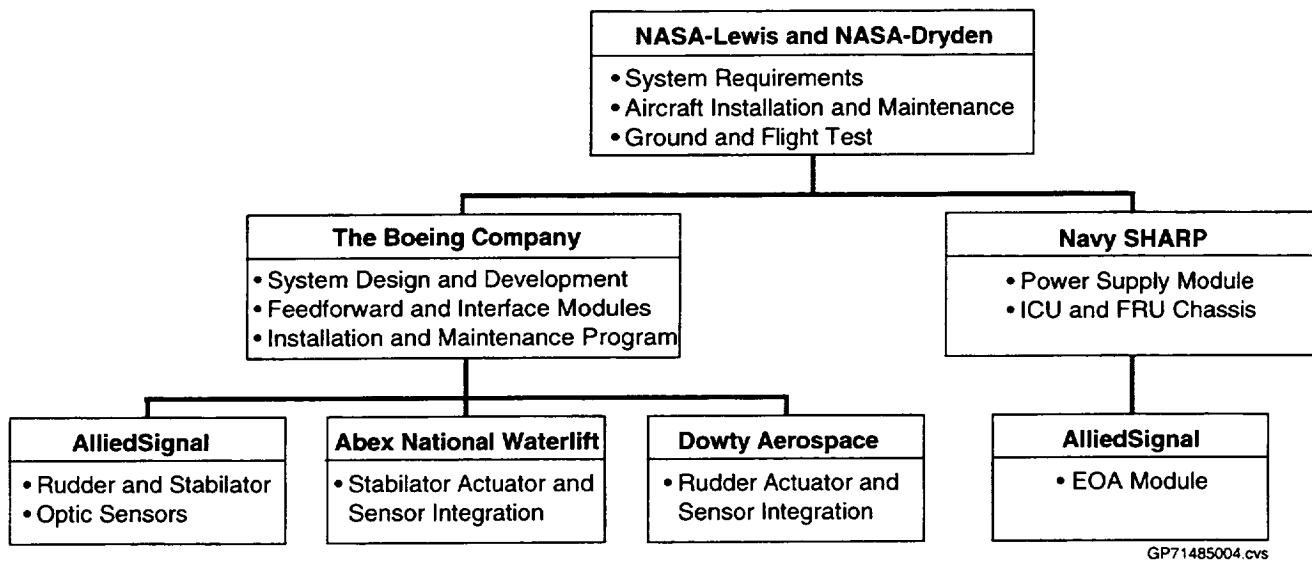 NASA-Lewis and NASA-Dryden
• System Requirements
• Aircraft Installation and Maintenance
• Ground and Flight Test
The Boeing Company
• System Design and Development
• Feedforward and Interface Modules
• Installation and Maintenance Program
Navy SHARP
• Power Supply Module
• ICU and FRU Chassis
AlliedSignal
• Rudder and Stabilator
• Optic Sensors
Abex National Waterlift
• Stabilator Actuator and
Sensor Integration
Dowty Aerospace
• Rudder Actuator and
Sensor Integration
AlliedSignal
• EOA Module
GP71485004.cvs